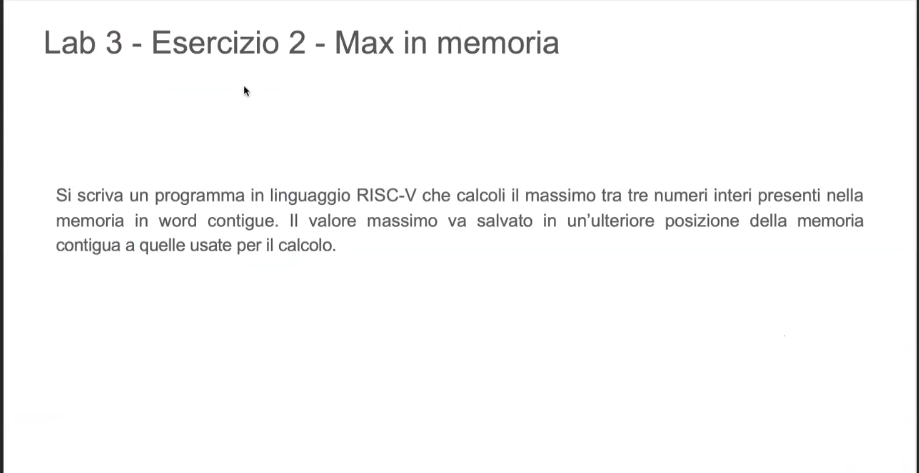 Lab 3 - Esercizio 2 - Max in memoria
Si scriva un programma in linguaggio RISC-V che calcoli il massimo tra tre numeri interi presenti nella
memoria in word contigue. Il valore massimo va salvato in un'ulteriore posizione della memoria
contigua a quelle usate per il calcolo.